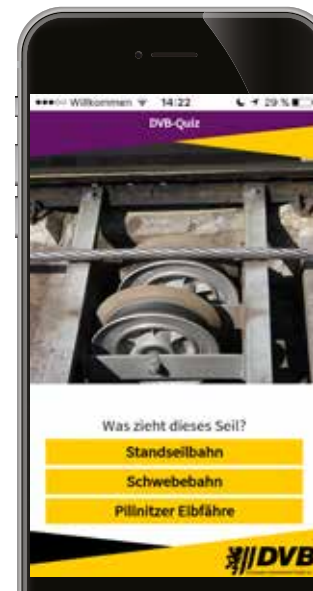 Willkommen 14:22 29 %
DVB-Quiz
Was zieht dieses Seil?
Standseilbahn
Schwebebahn
Pillnitzer Elbfähre
DVB